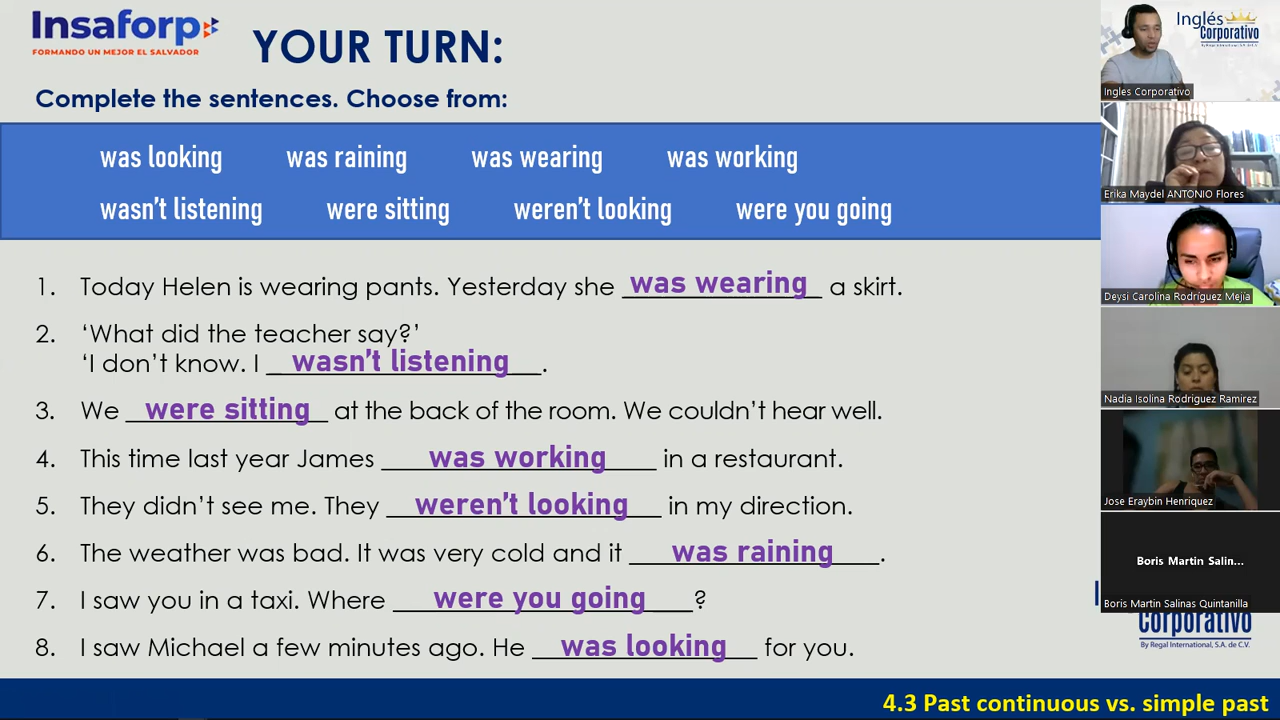 Insaforp
FORMANDO UN MEJOR EL SALVADOR
YOUR TURN:
Complete the sentences. Choose from:
was looking was raining was wearing was working
wasn't listening were sitting weren't looking were you going
1. Today Helen is wearing pants. Yesterday she was wearing a skirt.
2. 'What did the teacher say?'
'I don't know. I wasn't listening.
3. We were sitting at the back of the room. We couldn't hear well.
4. This time last year James was working in a restaurant.
5. They didn't see me. They weren't looking in my direction.
6. The weather was bad. It was very cold and it was raining.
7. I saw you in a taxi. Where were you going?
8. I saw Michael a few minutes ago. He was looking for you.
4.3 Past continuous vs. simple past
Inglés
Corporativo
By Regal International, S.A. de C.V.
Ingles Corporativo
Erika Maydel ANTONIO Flores
Deysi Carolina Rodríguez Mejía
Nadia Isolina Rodriguez Ramirez
Jose Eraybin Henriquez
Boris Martin Salin...
Boris Martin Salinas Quintanilla
Corporativo
By Regal International, S.A. de C.V.